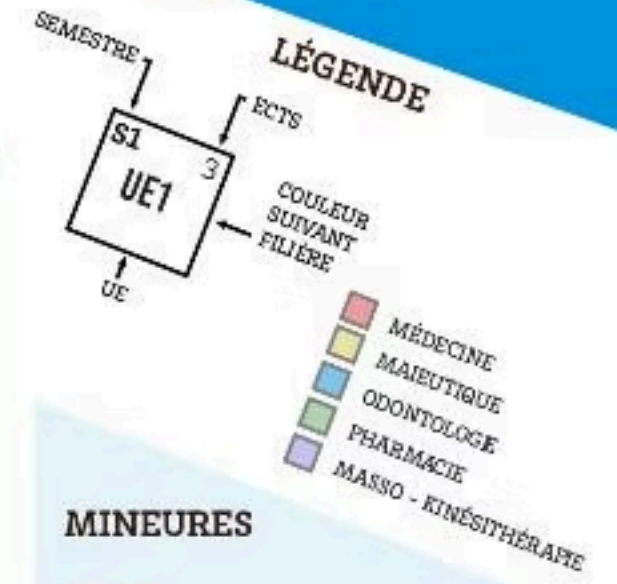 SEMESTRE
LÉGENDE
ECTS
S1
3
UE1
COULEUR
SUIVANT
FILIÈRE
UE
MÉDECINE
MAIEUTIQUE
ODONTOLOGIE
PHARMACIE
MASSO - KINÉSITHÉRAPIE
MINEURES